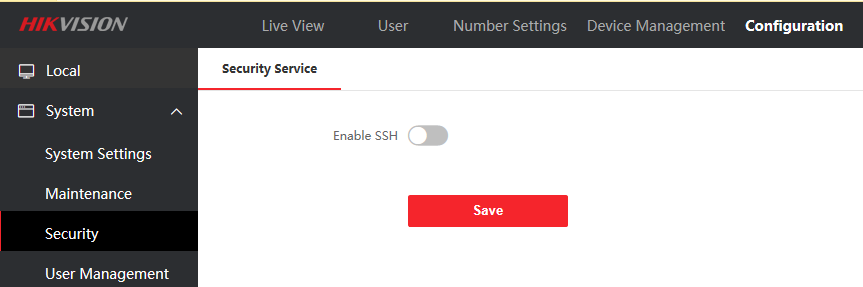 HIKVISION
Live View User Number Settings Device Management Configuration
Local
Security Service
System
Enable SSH
System Settings
Maintenance
Save
Security
User Management